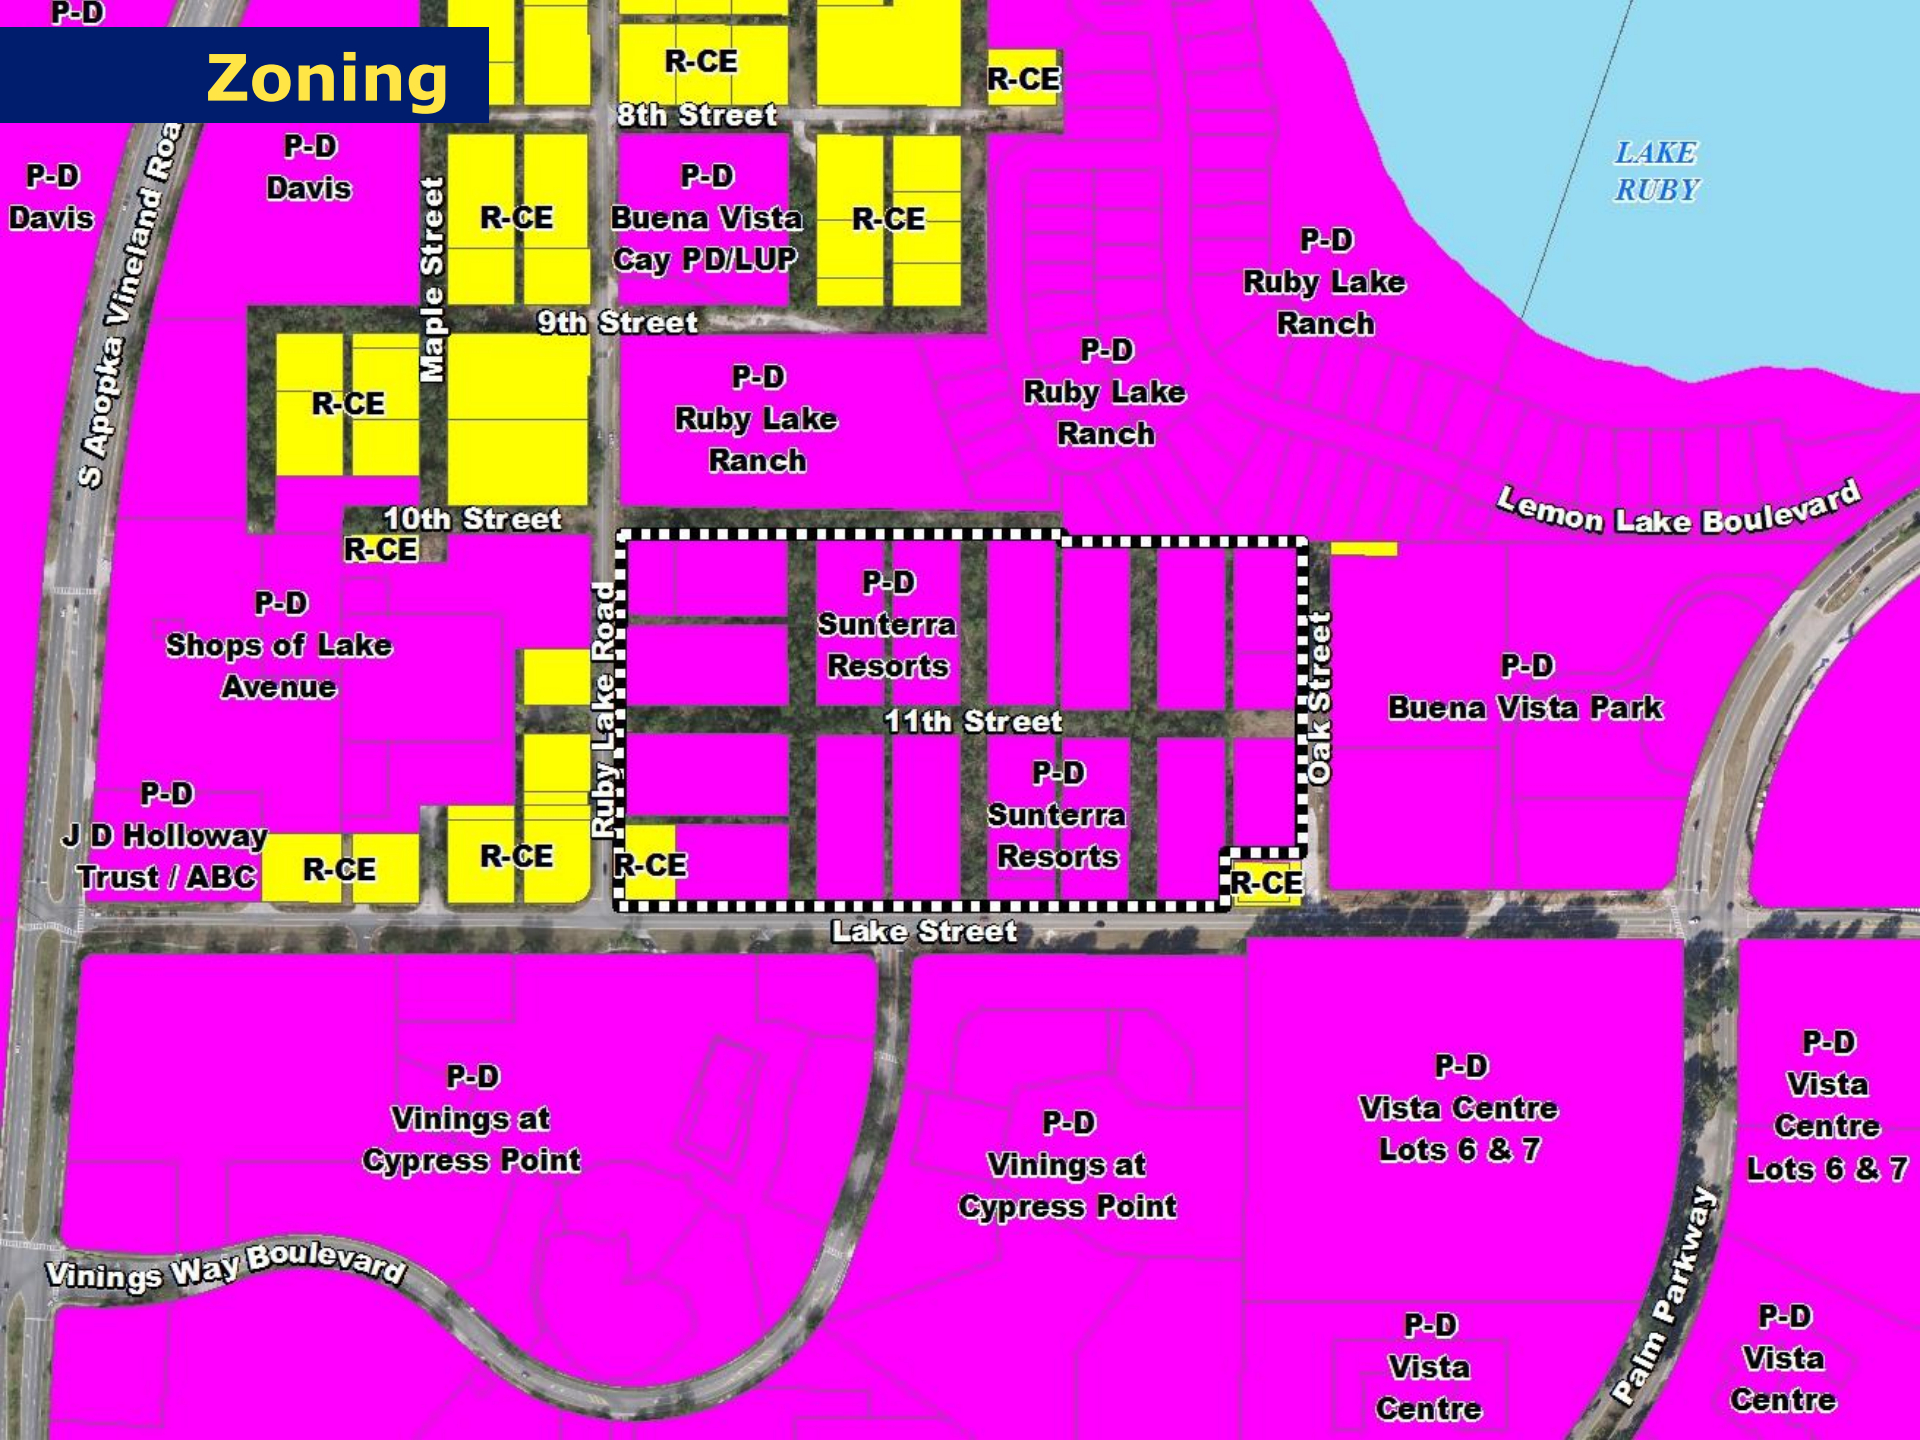 P-D
Zoning
R-CE
R-CE
8th Street
P-D
Davis
P-D
Davis
S Apopka Vineland Roa
Maple Street
R-CE
P-D
Buena Vista
Cay PD/LUP
R-CE
LAKE
RUBY
P-D
Ruby Lake
Ranch
9th Street
R-CE
P-D
Ruby Lake
Ranch
P-D
Ruby Lake
Ranch
Lemon Lake Boulevard
10th Street
R-CE
P-D
Shops of Lake
Avenue
Ruby Lake Road
P-D
Sunterra
Resorts
Oak Street
P-D
Buena Vista Park
11th Street
P-D
J D Holloway
Trust / ABC
R-CE
R-CE
R-CE
P-D
Sunterra
Resorts
R-CE
Lake Street
P-D
Vinings at
Cypress Point
P-D
Vinings at
Cypress Point
P-D
Vista Centre
Lots 6 & 7
P-D
Vista
Centre
Lots 6 & 7
Vinings Way Boulevard
Palm Parkway
P-D
Vista
Centre
P-D
Vista
Centre